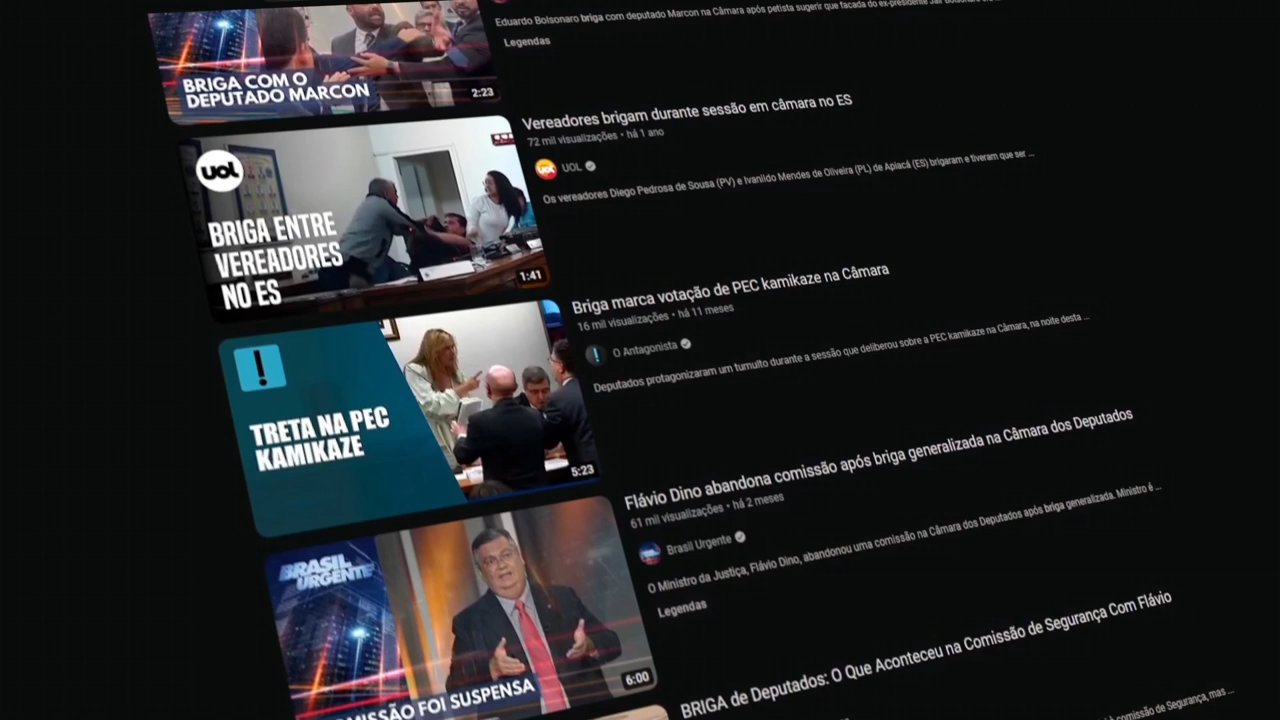 Eduardo Bolsonaro briga com deputado Marcon na Câmara após petista sugerir que facada do ex-presidente Jair Bolsonaro
Legendas
BRIGA COM O
DEPUTADO MARCON
2:23
Vereadores brigam durante sessão em câmara no ES
72 mil visualizações • há 1 ano
uol
UOL
Os vereadores Diego Pedrosa de Sousa (PV) e Ivanildo Mendes de Oliveira (PL) de Apiacá (ES) brigaram e tiveram que ser ...
BRIGA ENTRE
VEREADORES
NO ES
1:41
Briga marca votação de PEC kamikaze na Câmara
16 mil visualizações • há 11 meses
!
O Antagonista
Deputados protagonizaram um tumulto durante a sessão que deliberou sobre a PEC kamikaze na Câmara, na noite desta ...
TRETA NA PEC
KAMIKAZE
5:23
Flávio Dino abandona comissão após briga generalizada na Câmara dos Deputados
61 mil visualizações • há 2 meses
Brasil Urgente
O Ministro da Justiça, Flávio Dino, abandonou uma comissão na Câmara dos Deputados após briga generalizada. Ministro é ...
Legendas
BRASIL
URGENTE
MISSÃO FOI SUSPENSA
6:00
BRIGA de Deputados: O Que Aconteceu na Comissão de Segurança Com Flávio
comissão de Segurança, mas ...